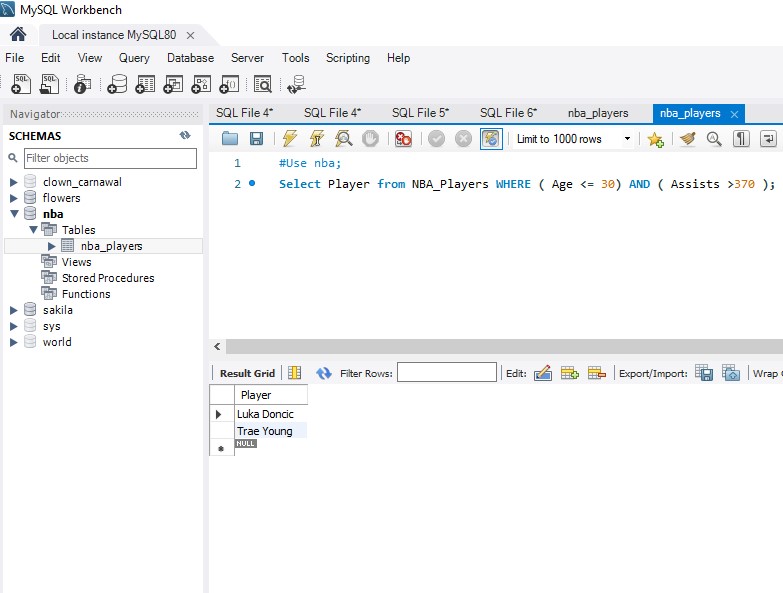 MySQL Workbench
Local instance MySQL80
File Edit View Query Database Server Tools Scripting Help
Navigator
SCHEMAS
Filter objects
clown_carnawal
flowers
nba
Tables
nba_players
Views
Stored Procedures
Functions
sakila
sys
world
SQL File 4* SQL File 4* SQL File 5* SQL File 6* nba_players nba_players
Limit to 1000 rows
1 #Use nba;
2 Select Player from NBA_Players WHERE ( Age <= 30) AND ( Assists >370 );
Result Grid Filter Rows: Edit: Export/Import: Wrap
Player
Luka Doncic
Trae Young
NULL